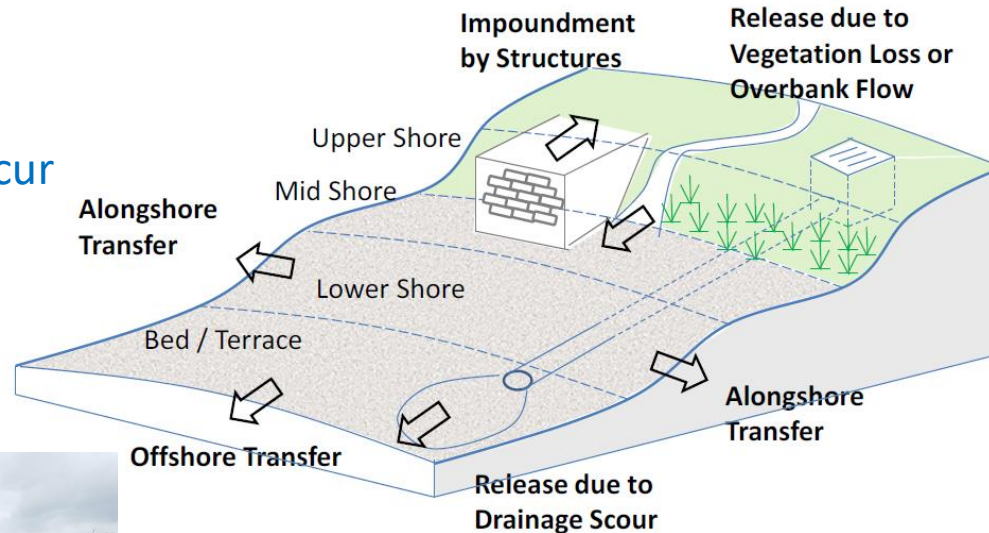 Impoundment
by Structures
Release due to
Vegetation Loss or
Overbank Flow
Upper Shore
cur
Mid Shore
Alongshore
Transfer
Lower Shore
Bed / Terrace
Alongshore
Transfer
Offshore Transfer
Release due to
Drainage Scour